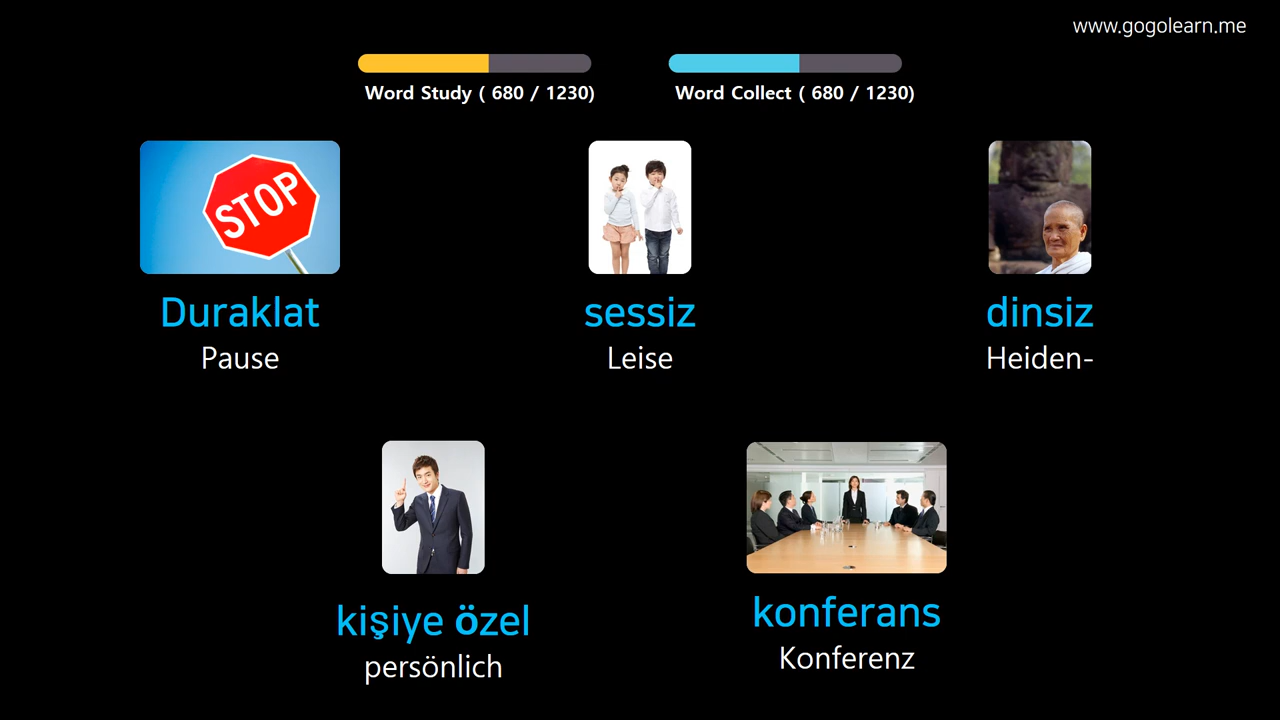 www.gogolearn.me
Word Study ( 680 / 1230)
Word Collect ( 680 / 1230)
STOP
Duraklat
Pause
sessiz
Leise
dinsiz
Heiden-
kişiye özel
persönlich
konferans
Konferenz